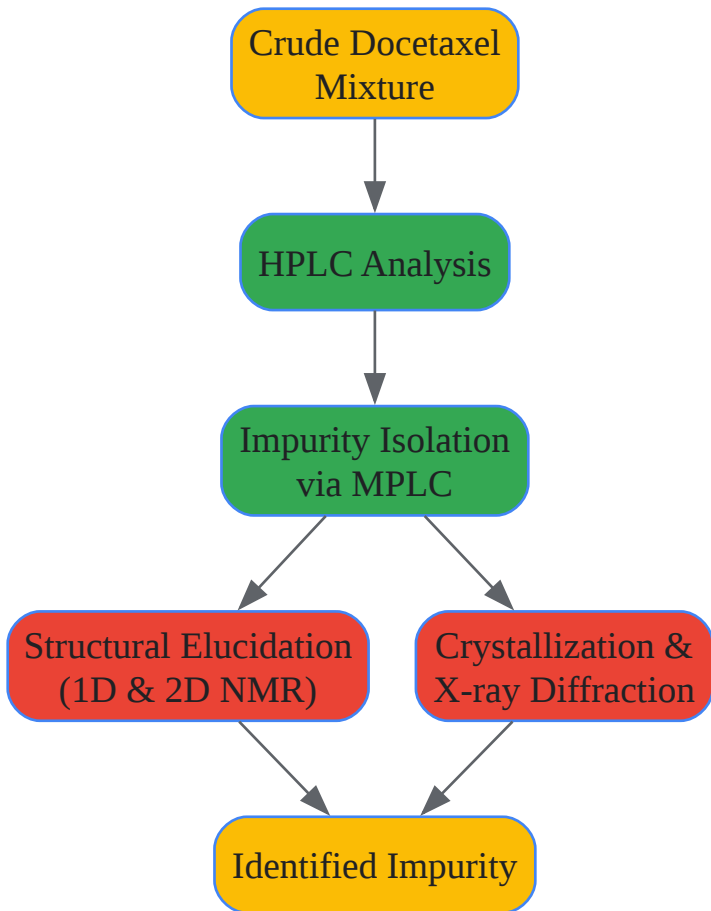 Crude Docetaxel
Mixture
HPLC Analysis
Impurity Isolation
via MPLC
Structural Elucidation
(1D & 2D NMR)
Crystallization &
X-ray Diffraction
Identified Impurity